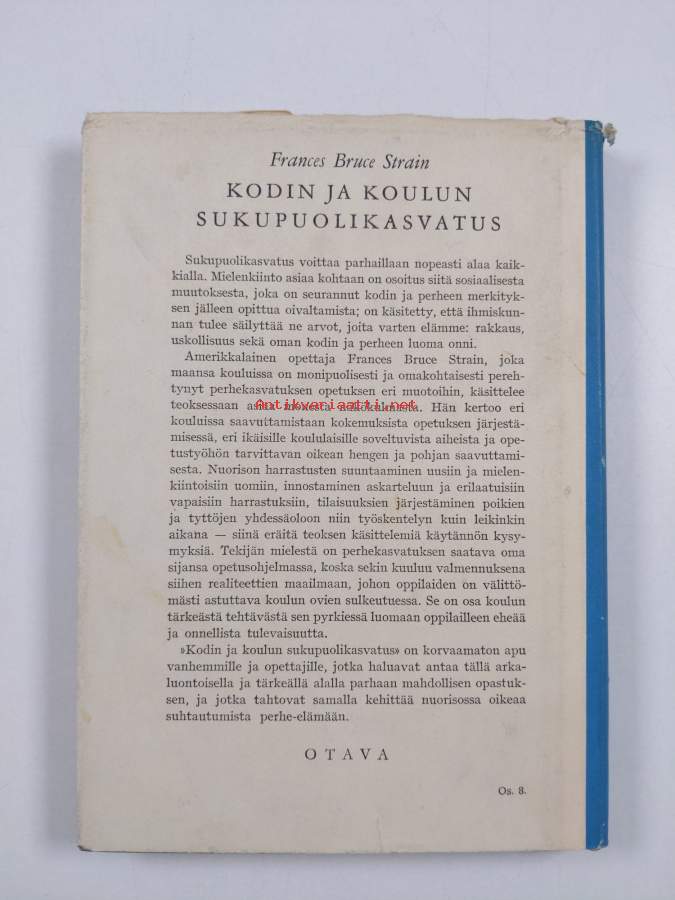 Frances Bruce Strain
KODIN JA KOULUN
SUKUPUOLIKASVATUS
Sukupuolikasvatus voittaa parhaillaan nopeasti alaa kaik-
kialla. Mielenkiinto asiaa kohtaan on osoitus siitä sosiaalisesta
muutoksesta, joka on seurannut kodin ja perheen merkityk-
sen jälleen opittua oivaltamista; on käsitetty, että ihmiskun-
nan tulee säilyttää ne arvot, joita varten elämme: rakkaus,
uskollisuus sekä oman kodin ja perheen luoma onni.
Amerikkalainen opettaja Frances Bruce Strain, joka
maansa kouluissa on monipuolisesti ja omakohtaisesti pereh-
tynyt perhekasvatuksen opetuksen eri muotoihin, käsittelee
teoksessaan Hän kertoo eri
Antikvariaatti.net
kouluissa saavuttamistaan kokemuksista opetuksen järjestä-
misessä, eri ikäisille koululaisille soveltuvista aiheista ja ope-
tustyöhön tarvittavan oikean hengen ja pohjan saavuttami-
sesta. Nuorison harrastusten suuntaaminen uusiin ja mielen-
kiintoisiin uomiin, innostaminen askarteluun ja erilaatuisiin
vapaisiin harrastuksiin, tilaisuuksien järjestäminen poikien
ja tyttöjen yhdessäoloon niin työskentelyn kuin leikinkin
aikana — siinä eräitä teoksen käsittelemiä käytännön kysy-
myksiä. Tekijän mielestä on perhekasvatuksen saatava oma
sijansa opetusohjelmassa, koska sekin kuuluu valmennuksena
siihen realiteettien maailmaan, johon oppilaiden on välittö-
mästi astuttava koulun ovien sulkeutuessa. Se on osa koulun
tärkeästä tehtävästä sen pyrkiessä luomaan oppilailleen eheää
ja onnellista tulevaisuutta.
»Kodin ja koulun sukupuolikasvatus» on korvaamaton apu
vanhemmille ja opettajille, jotka haluavat antaa tällä arka-
luontoisella ja tärkeällä alalla parhaan mahdollisen opastuk-
sen, ja jotka tahtovat samalla kehittää nuorisossa oikeaa
suhtautumista perhe-elämään.
OTAVA
Os. 8.